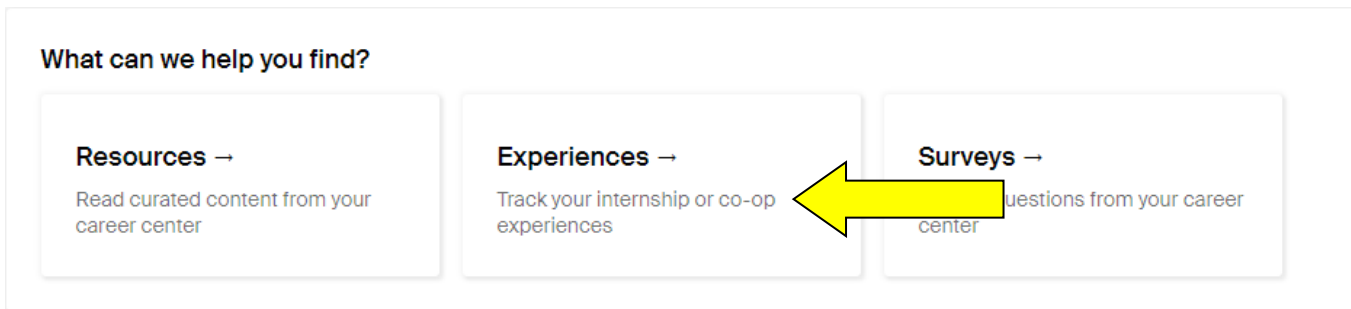 What can we help you find?
Resources →
Read curated content from your
career center
Experiences →
Track your internship or co-op
experiences
Surveys →
from your career
center